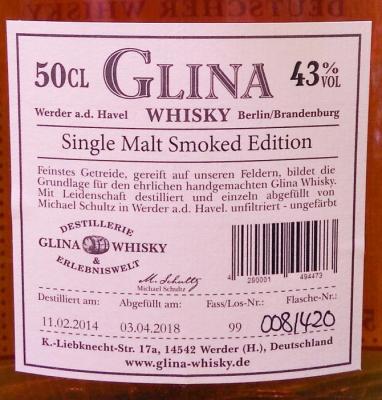 DEUTSCHER WHISKY
50CL GLINA 43% VOL
Werder a.d. Havel WHISKY Berlin/Brandenburg
Single Malt Smoked Edition
Feinstes Getreide, gereift auf unseren Feldern, bildet die
Grundlage für den ehrlichen handgemachten Glina Whisky.
Mit Leidenschaft destilliert und einzeln abgefüllt von
Michael Schultz in Werder a.d. Havel. unfiltriert - ungefärbt
DESTILLERIE
GLINA WHISKY
& ERLEBNISWELT
M. Schultz
Michael Schultz
4 280001 494473
Destilliert am: Abgefüllt am: Fass/Los-Nr.: Flasche-Nr.:
11.02.2014 03.04.2018 99 0081420
K.-Liebknecht-Str. 17a, 14542 Werder (H.), Deutschland
www.glina-whisky.de